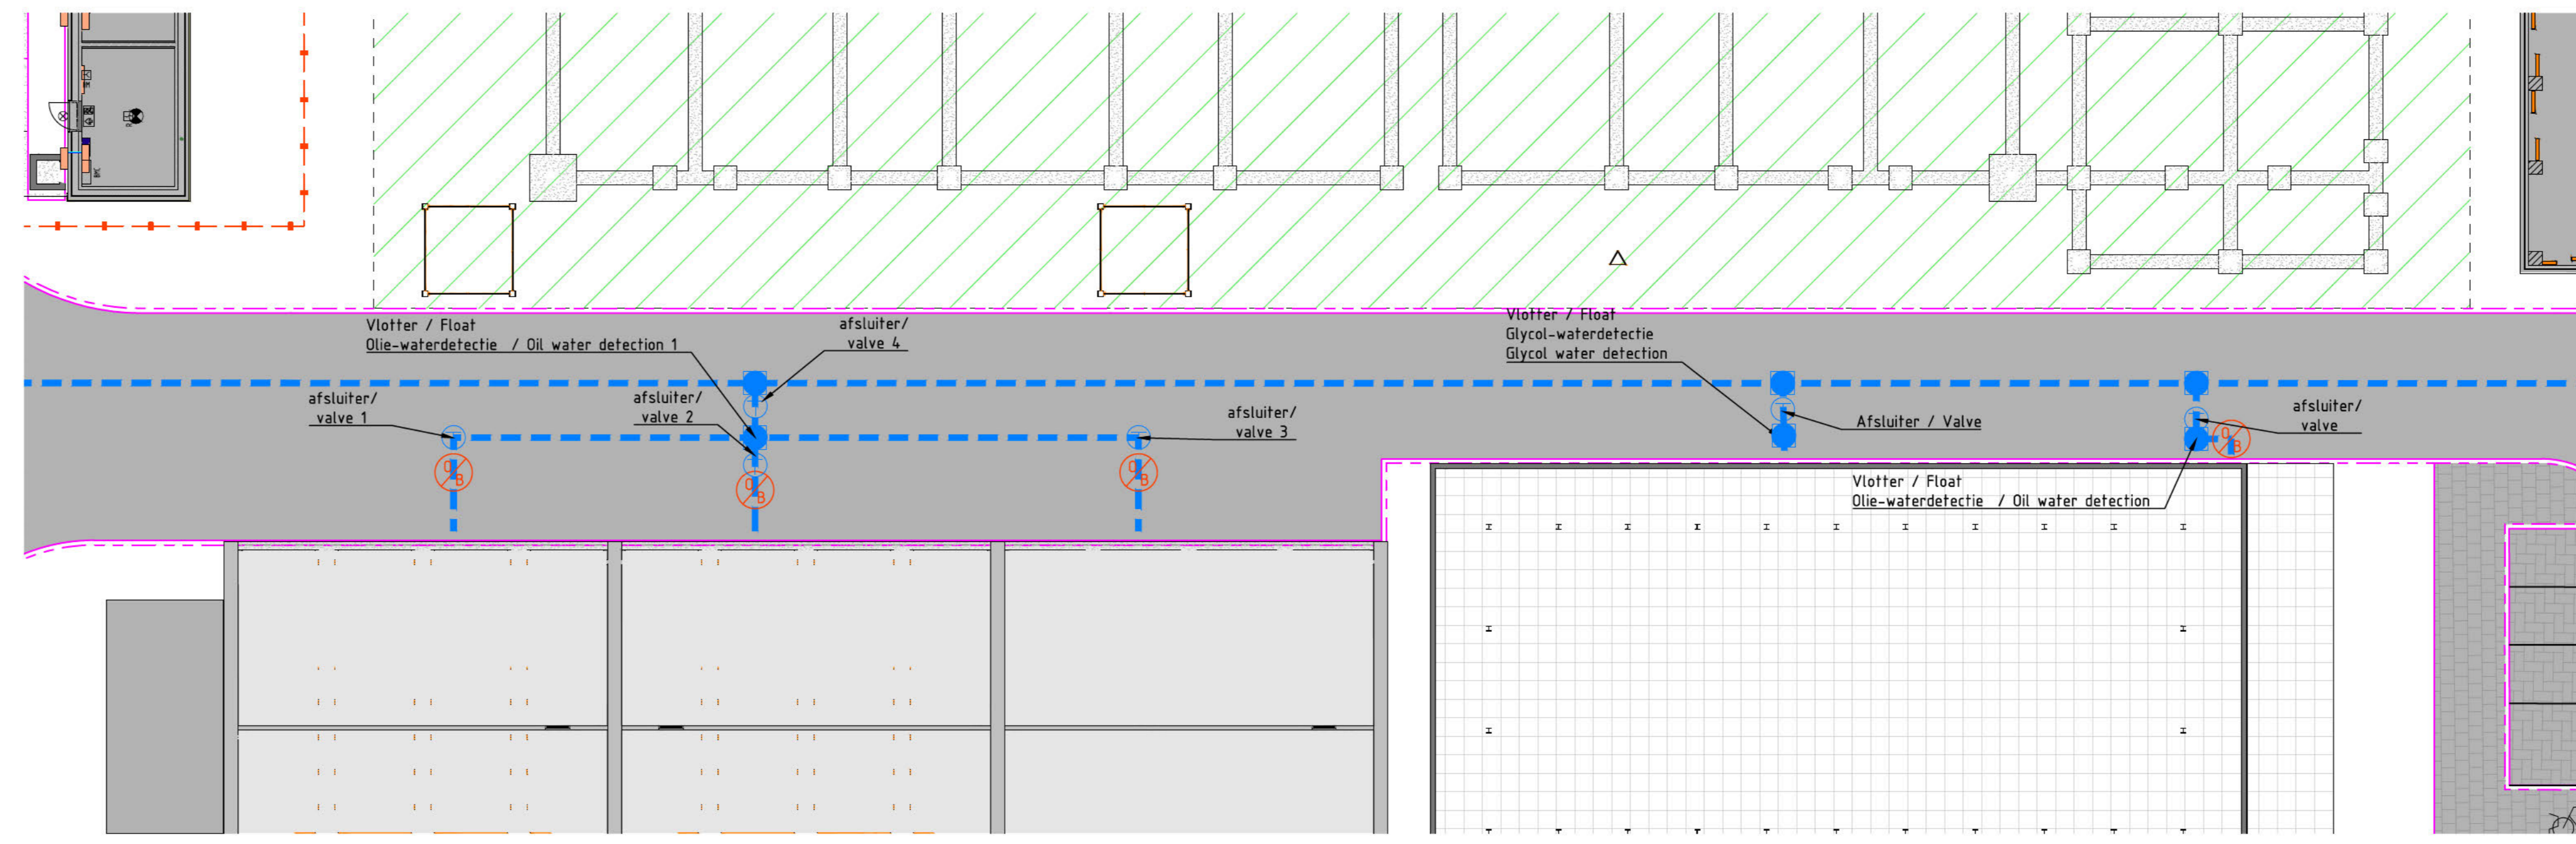 Vlotter / Float
Olie-waterdetectie / Oil water detection 1
afsluiter/
valve 4
Vlotter / Float
Glycol-waterdetectie
Glycol water detection
afsluiter/
valve 1
afsluiter/
valve 2
afsluiter/
valve 3
Afsluiter / Valve
afsluiter/
valve
O
B
O
B
O
B
O
B
Vlotter / Float
Olie-waterdetectie / Oil water detection